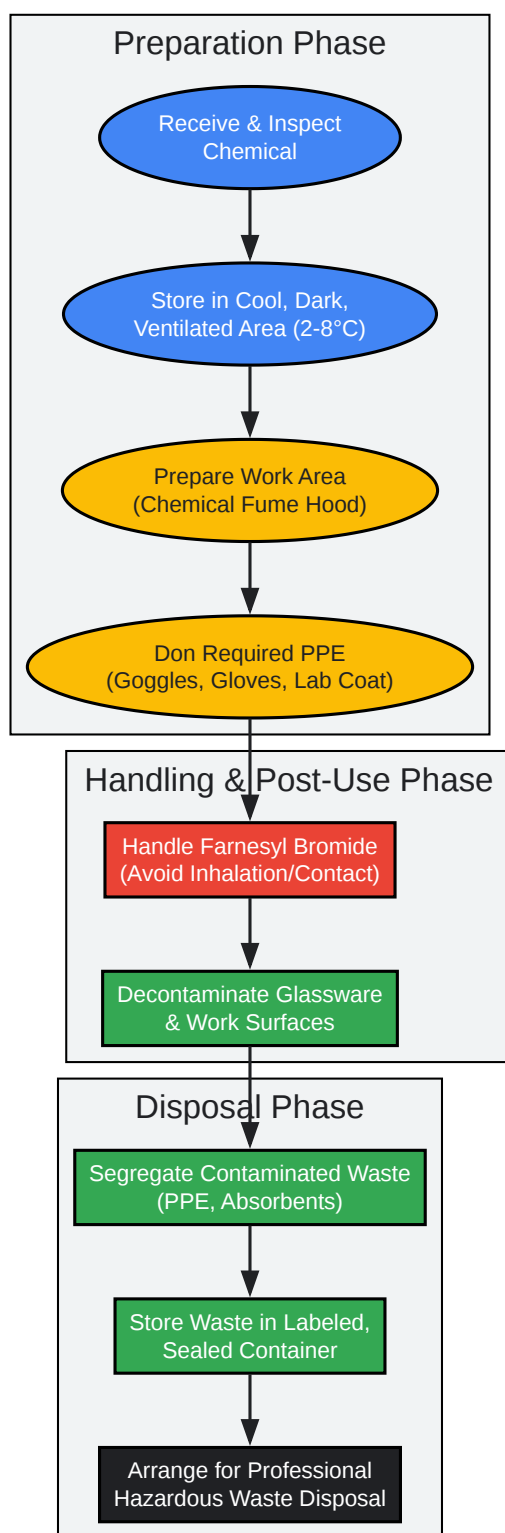 Preparation Phase
Receive & Inspect
Chemical
Store in Cool, Dark,
Ventilated Area (2-8°C)
Prepare Work Area
(Chemical Fume Hood)
Don Required PPE
(Goggles, Gloves, Lab Coat)
Handling & Post-Use Phase
Handle Farnesyl Bromide
(Avoid Inhalation/Contact)
Decontaminate Glassware
& Work Surfaces
Disposal Phase
Segregate Contaminated Waste
(PPE, Absorbents)
Store Waste in Labeled,
Sealed Container
Arrange for Professional
Hazardous Waste Disposal